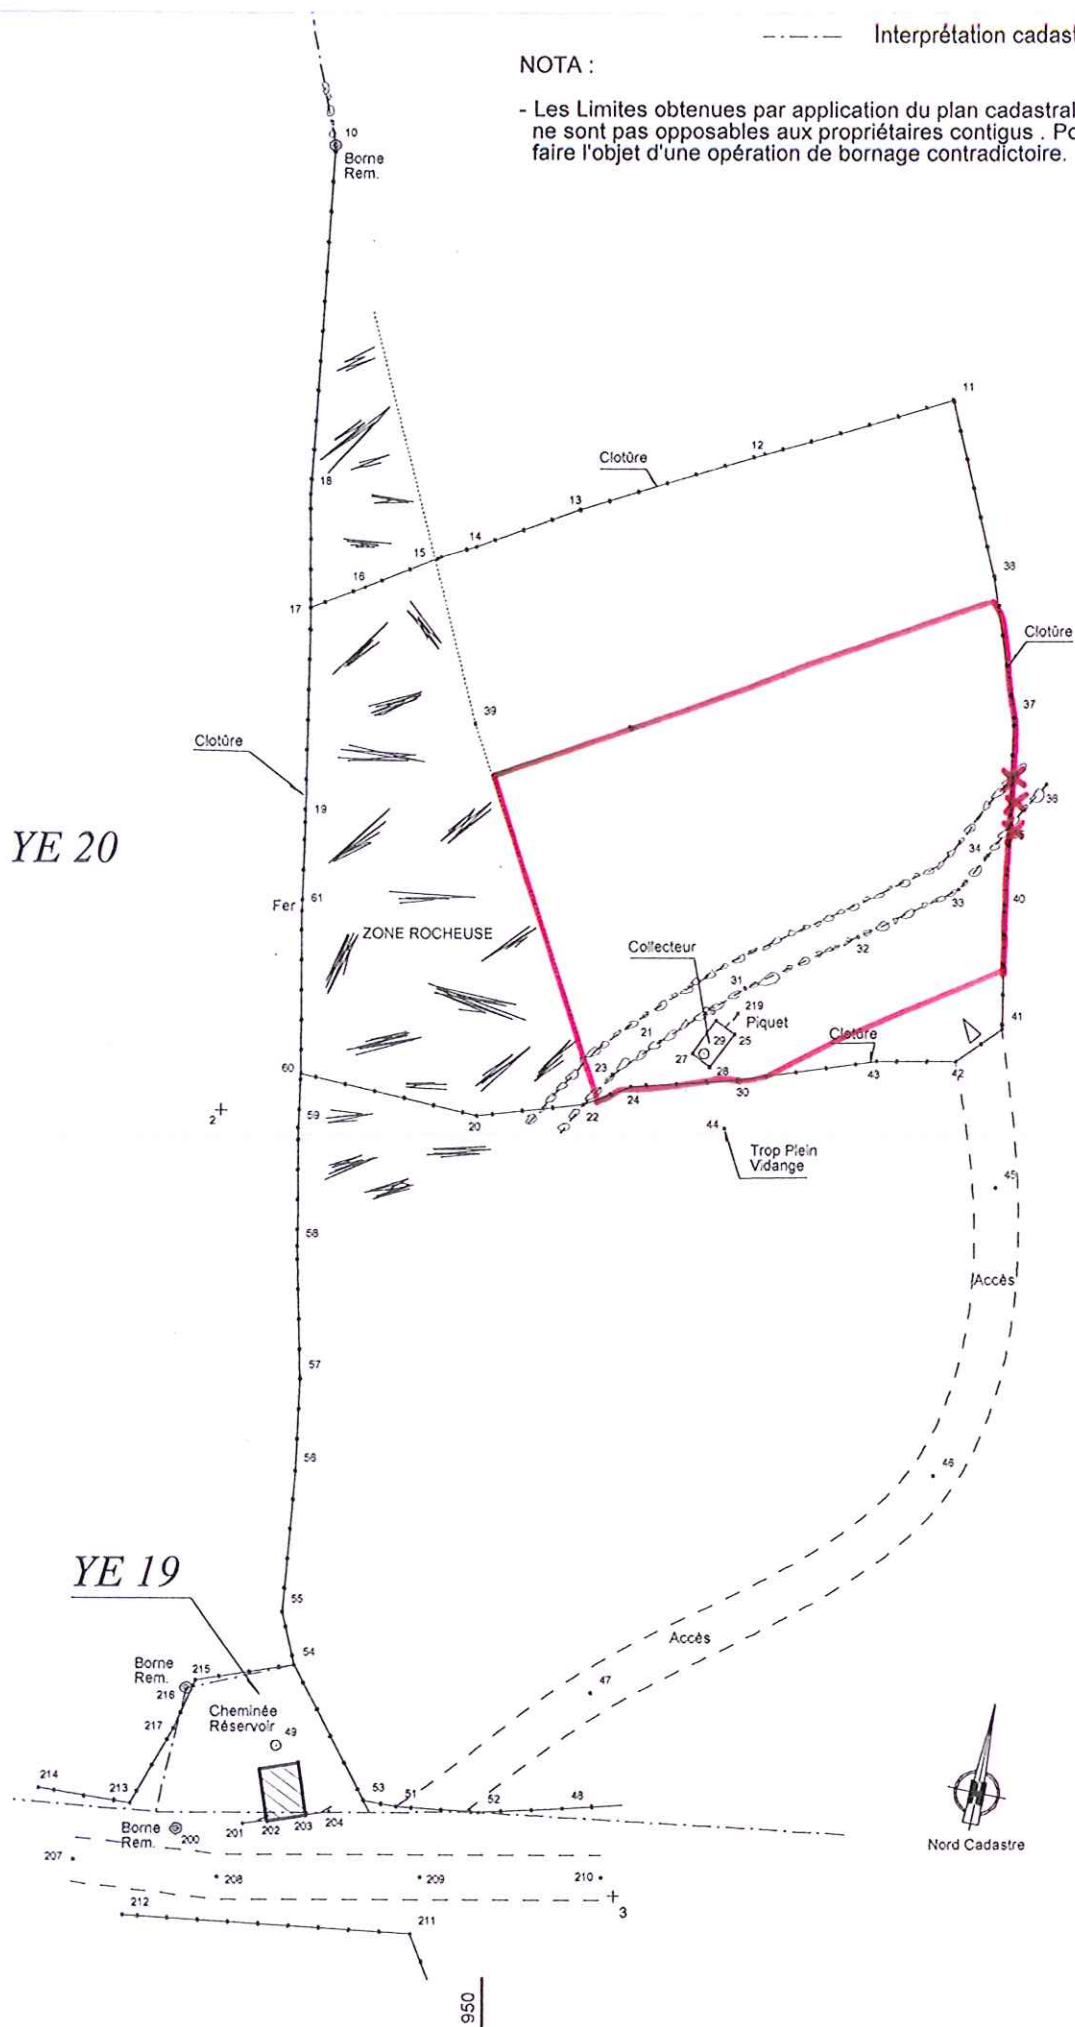 Interprétation cadast
NOTA :
- Les Limites obtenues par application du plan cadastral
ne sont pas opposables aux propriétaires contigus . Po
faire l'objet d'une opération de bornage contradictoire.
10
Borne
Rem.
11
12
Clotûre
13
18
14
15
16
38
17
Clotûre
39
37
Clotûre
19
36
YE 20
34
61
Fer
33
40
ZONE ROCHEUSE
Collecteur
32
31
219
21
Piquet
29
25
41
27
Clotûre
23
28
60
43
42
24
30
59
22
2
20
44
Trop Plein
Vidange
45
58
Accès
57
46
56
YE 19
55
Accès
54
Borne
Rem.
215
47
216
Cheminée
Réservoir
49
217
214
213
53
51
52
48
Borne
Rem.
200
201
202
203
204
Nord Cadastre
207
208
209
210
3
212
211
950